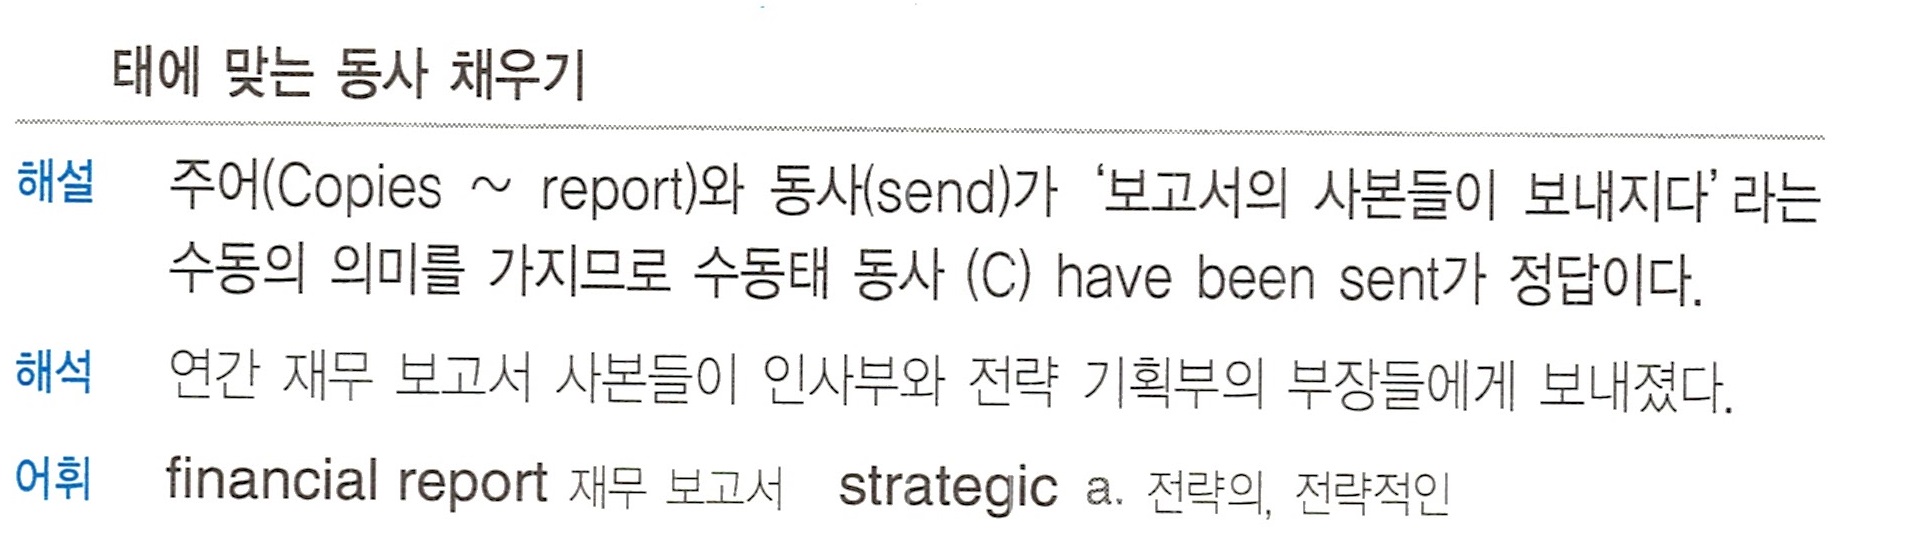 태에 맞는 동사 채우기
해설 주어(Copies ~ report)와 동사(send)가 ‘보고서의 사본들이 보내지다’라는
수동의 의미를 가지므로 수동태 동사 (C) have been sent가 정답이다.
해석 연간 재무 보고서 사본들이 인사부와 전략 기획부의 부장들에게 보내졌다.
어휘 financial report 재무 보고서 strategic a. 전략의, 전략적인